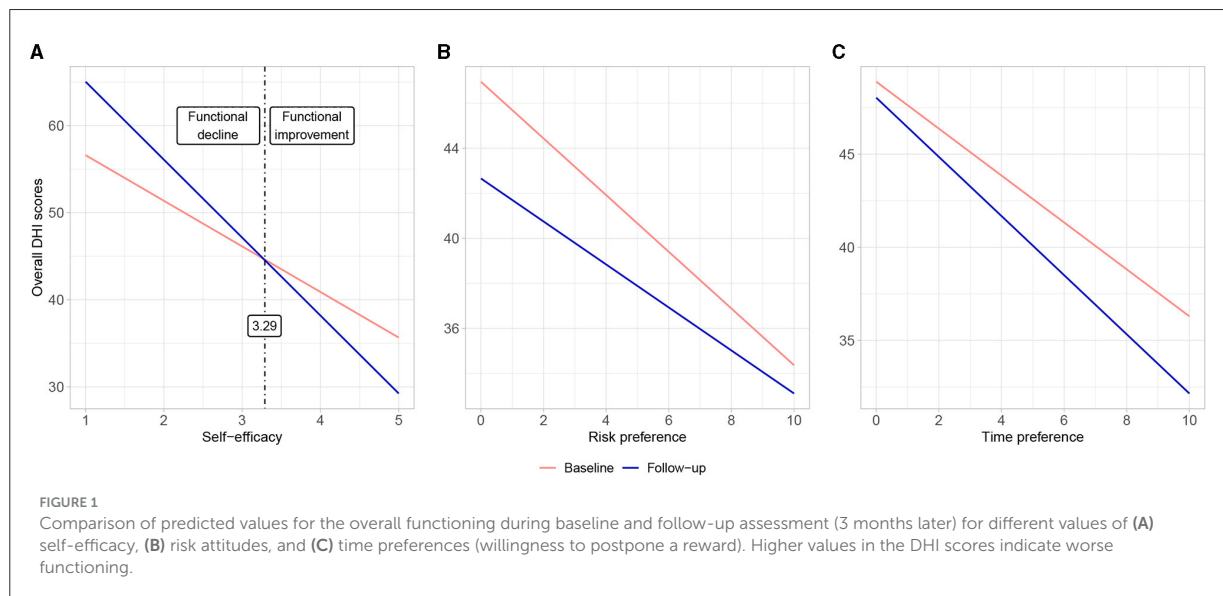 A
B
C
Overall DHI scores
60
50
40
30
Functional
decline
Functional
improvement
3.29
1
2
3
4
5
Self-efficacy
44
40
36
0
2
4
6
8
10
Risk preference
45
40
35
0
2
4
6
8
10
Time preference
Baseline
Follow-up
FIGURE 1
Comparison of predicted values for the overall functioning during baseline and follow-up assessment (3 months later) for different values of (A)
self-efficacy, (B) risk attitudes, and (C) time preferences (willingness to postpone a reward). Higher values in the DHI scores indicate worse
functioning.